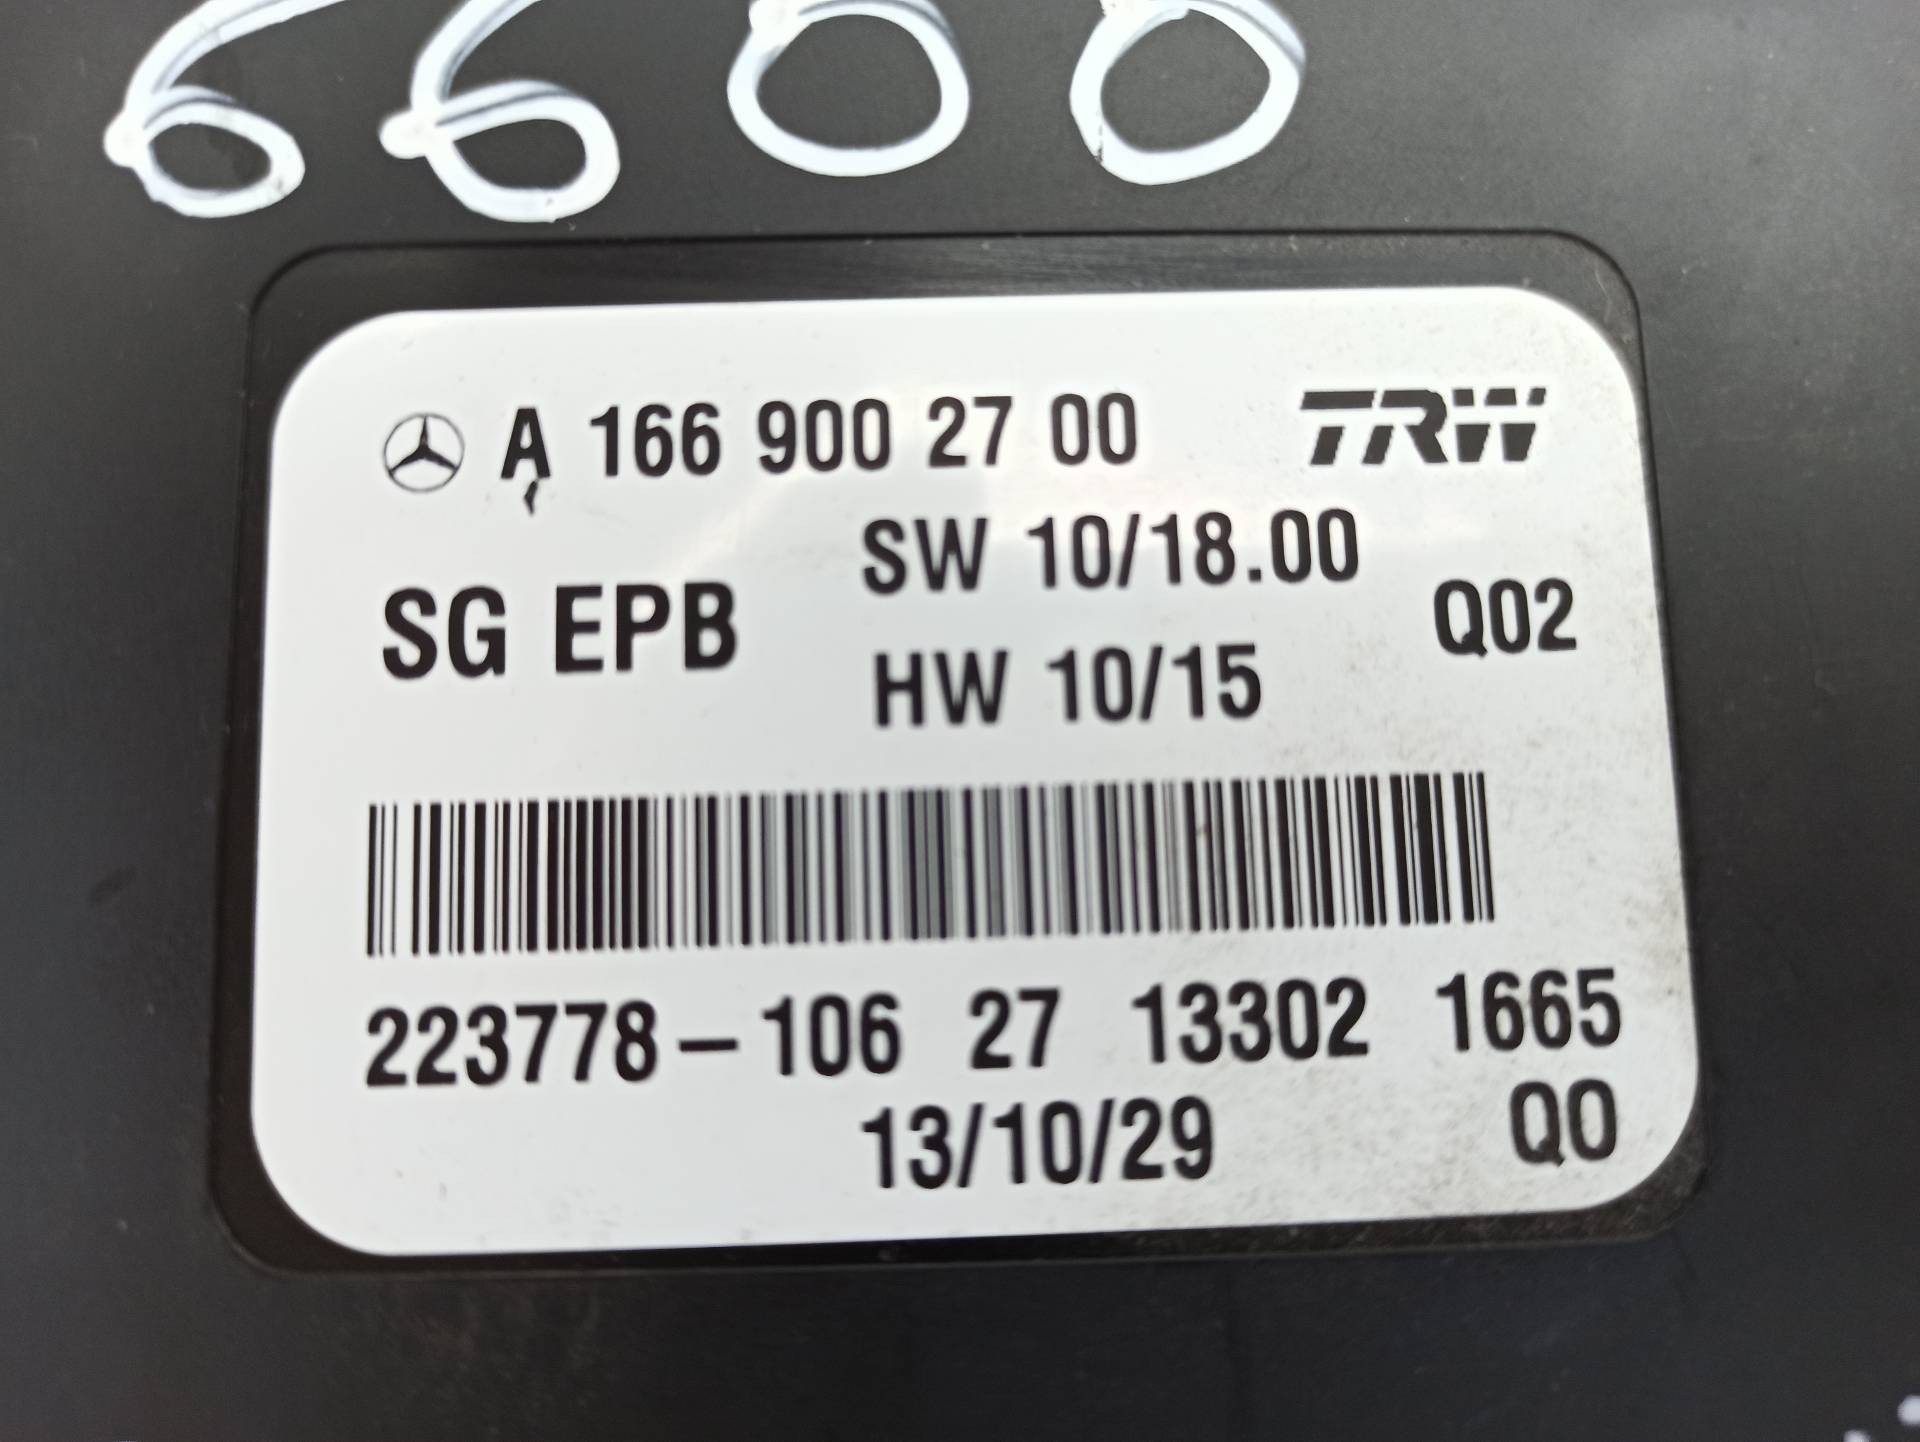 6600
A 166 900 27 00 TRW
SW 10/18.00
SG EPB Q02
HW 10/15
223778-106 27 13302 1665
13/10/29 Q0